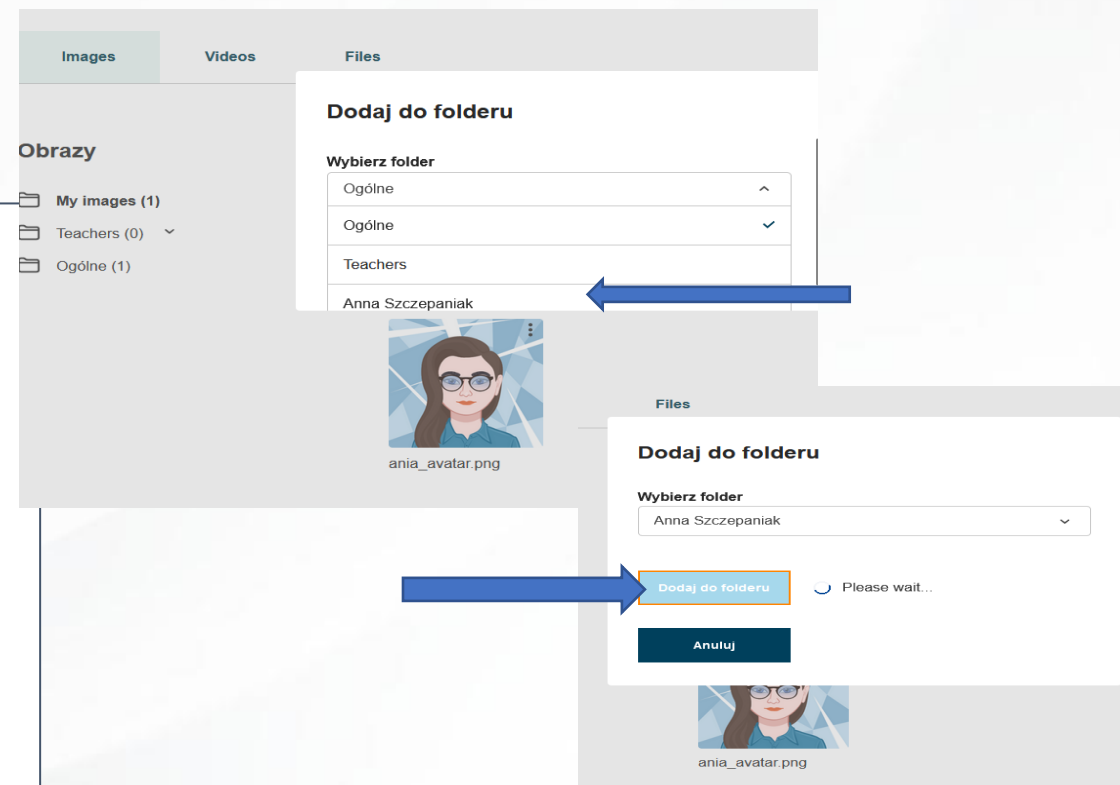 Images
Videos
Files
Dodaj do folderu
Obrazy
Wybierz folder
Ogólne
My images (1)
Ogólne
Teachers (0)
Teachers
Ogólne (1)
Anna Szczepaniak
ania_avatar.png
Files
Dodaj do folderu
Wybierz folder
Anna Szczepaniak
Dodaj do folderu
Please wait...
Anuluj
ania_avatar.png